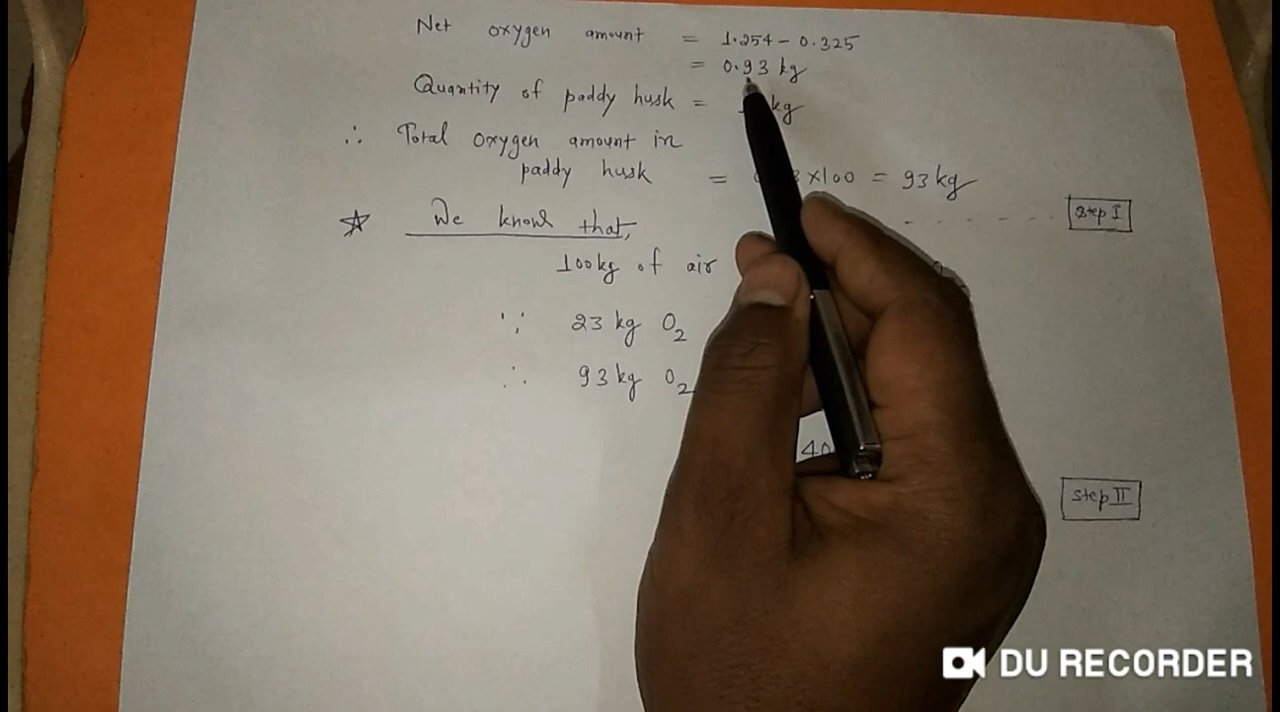 Net oxygen amount = 1.254 - 0.325
= 0.93 kg
Quantity of paddy husk = kg
∴ Total oxygen amount in
paddy husk = ×100 = 93 kg
Step I
☆ We know that,
100kg of air
∵ 23 kg O₂
∴ 93 kg O₂
40
Step II
DU RECORDER